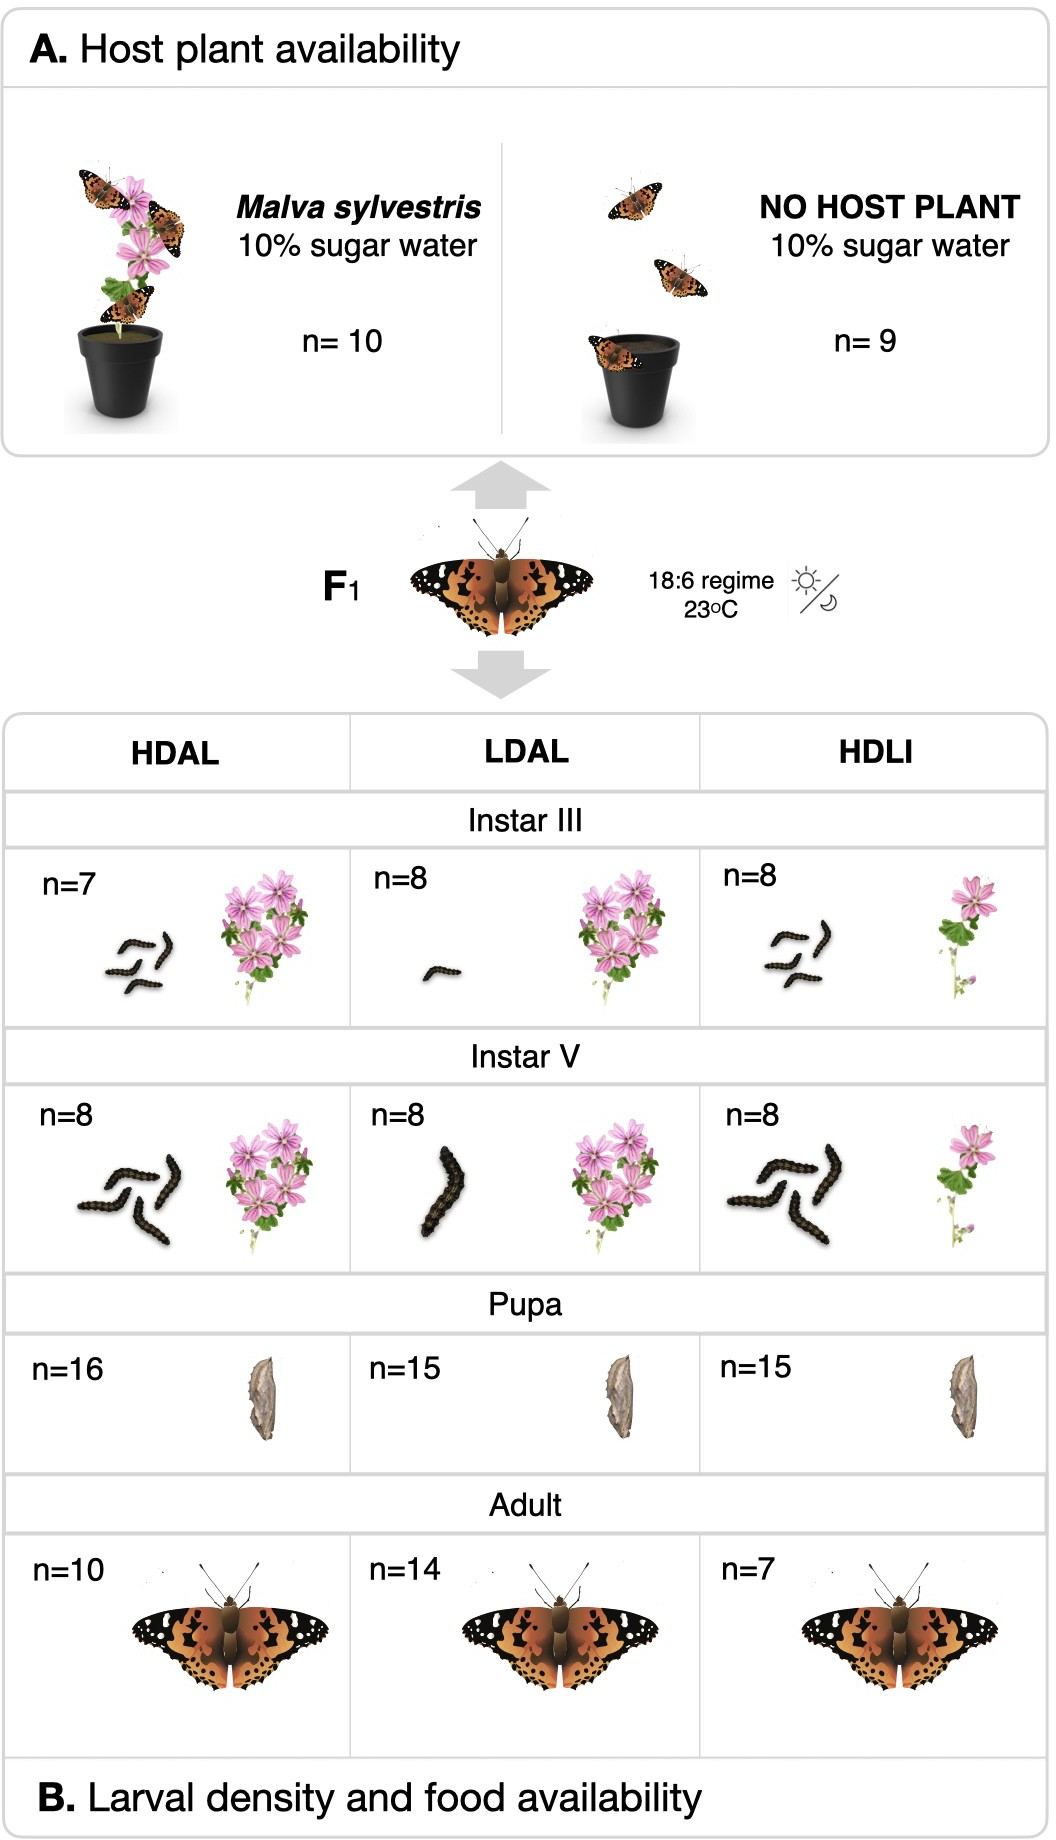 A. Host plant availability
Malva sylvestris
10% sugar water
n= 10
NO HOST PLANT
10% sugar water
n= 9
F1
18:6 regime
23ºC
HDAL
LDAL
HDLI
Instar III
n=7
n=8
n=8
Instar V
n=8
n=8
n=8
Pupa
n=16
n=15
n=15
Adult
n=10
n=14
n=7
B. Larval density and food availability